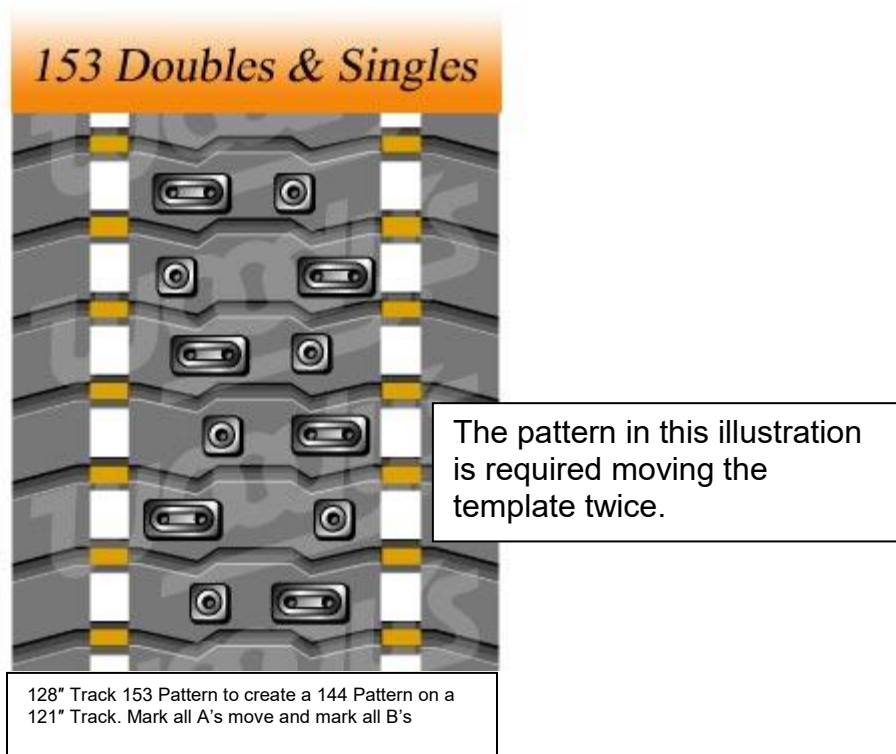 153 Doubles & Singles
The pattern in this illustration
is required moving the
template twice.
128″ Track 153 Pattern to create a 144 Pattern on a
121″ Track. Mark all A's move and mark all B's